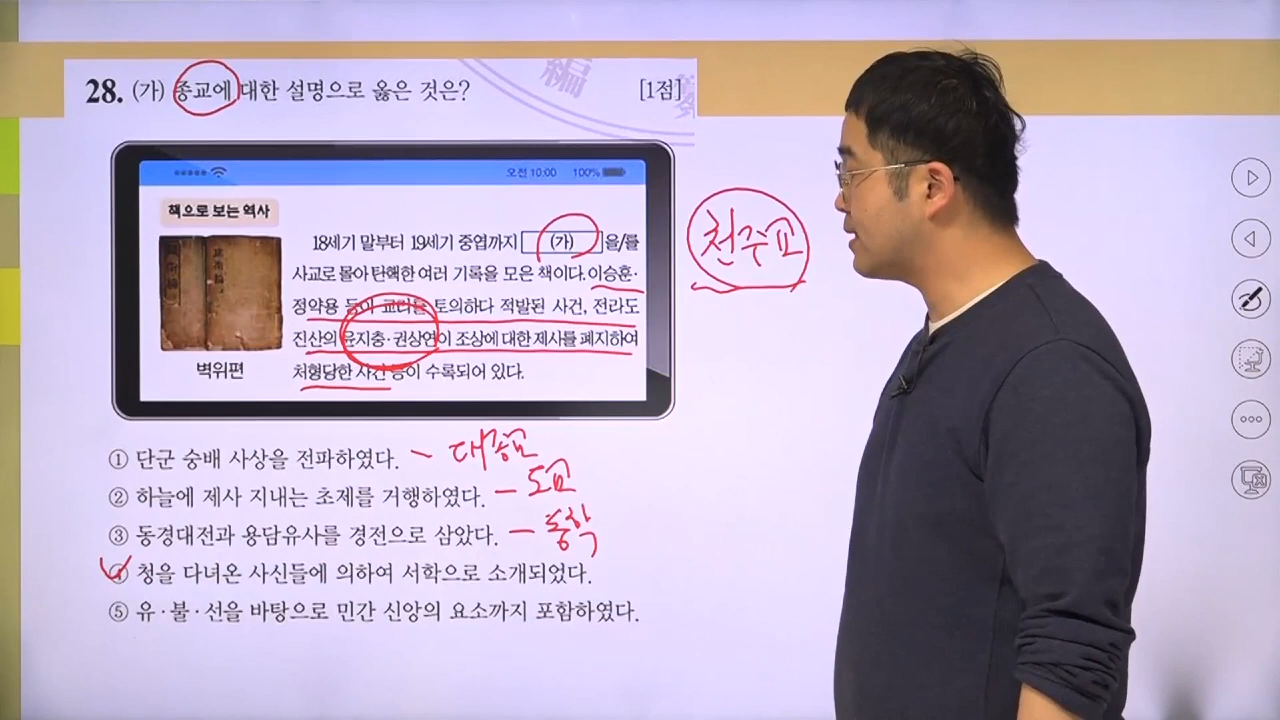 28. (가) 종교에 대한 설명으로 옳은 것은? [1점]
오전 10:00 100%
책으로 보는 역사
18세기 말부터 19세기 중엽까지 (가) 을/를
사교로 몰아 탄핵한 여러 기록을 모은 책이다. 이승훈·
정약용 등이 교리를 토의하다 적발된 사건, 전라도
진산의 윤지충·권상연이 조상에 대한 제사를 폐지하여
처형당한 사건 등이 수록되어 있다.
벽위편
천주교
① 단군 숭배 사상을 전파하였다. - 대종교
② 하늘에 제사 지내는 초제를 거행하였다. - 도교
③ 동경대전과 용담유사를 경전으로 삼았다. - 동학
④ 청을 다녀온 사신들에 의하여 서학으로 소개되었다.
⑤ 유·불·선을 바탕으로 민간 신앙의 요소까지 포함하였다.